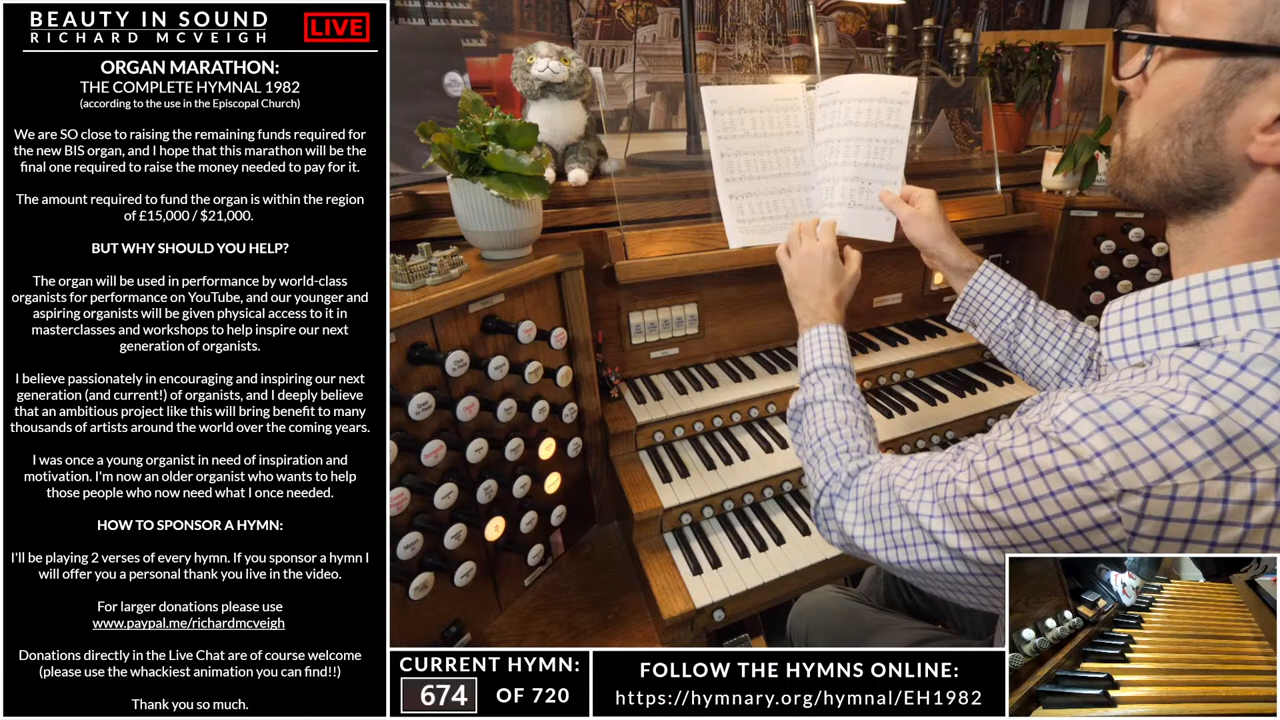 BEAUTY IN SOUND
RICHARD MCVEIGH
LIVE
ORGAN MARATHON:
THE COMPLETE HYMNAL 1982
(according to the use in the Episcopal Church)
We are SO close to raising the remaining funds required for
the new BIS organ, and I hope that this marathon will be the
final one required to raise the money needed to pay for it.
The amount required to fund the organ is within the region
of £15,000 / $21,000.
BUT WHY SHOULD YOU HELP?
The organ will be used in performance by world-class
organists for performance on YouTube, and our younger and
aspiring organists will be given physical access to it in
masterclasses and workshops to help inspire our next
generation of organists.
I believe passionately in encouraging and inspiring our next
generation (and current!) of organists, and I deeply believe
that an ambitious project like this will bring benefit to many
thousands of artists around the world over the coming years.
I was once a young organist in need of inspiration and
motivation. I'm now an older organist who wants to help
those people who now need what I once needed.
HOW TO SPONSOR A HYMN:
I'll be playing 2 verses of every hymn. If you sponsor a hymn I
will offer you a personal thank you live in the video.
For larger donations please use
www.paypal.me/richardmcveigh
Donations directly in the Live Chat are of course welcome
(please use the whackiest animation you can find!!)
Thank you so much.
CURRENT HYMN:
674 OF 720
FOLLOW THE HYMNS ONLINE:
https://hymnary.org/hymnal/EH1982